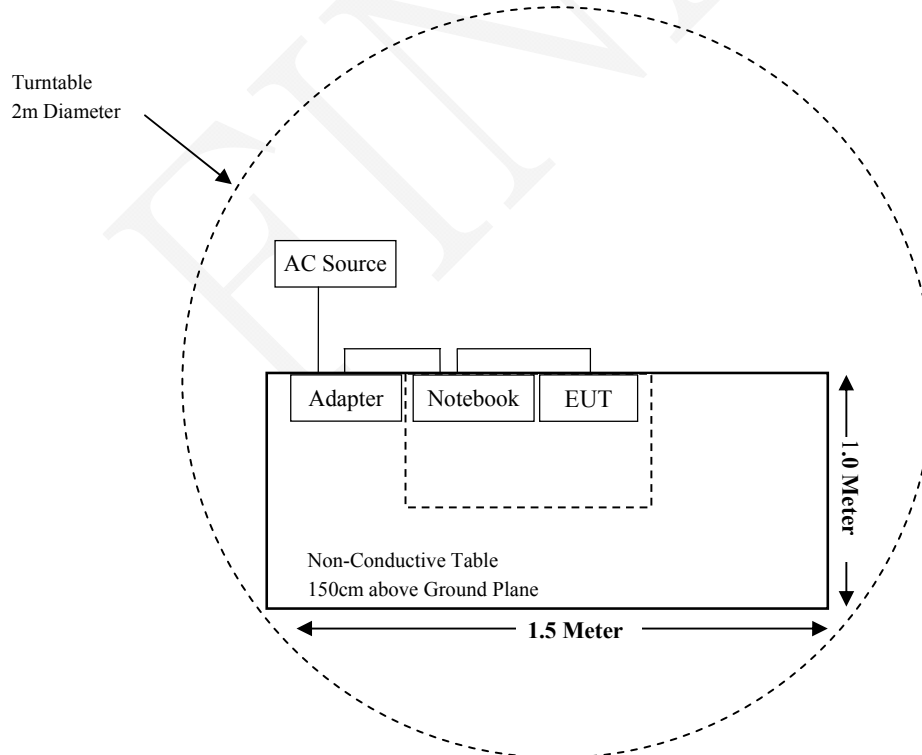 Turntable
2m Diameter
AC Source
Adapter
Notebook
EUT
1.0 Meter
Non-Conductive Table
150cm above Ground Plane
1.5 Meter